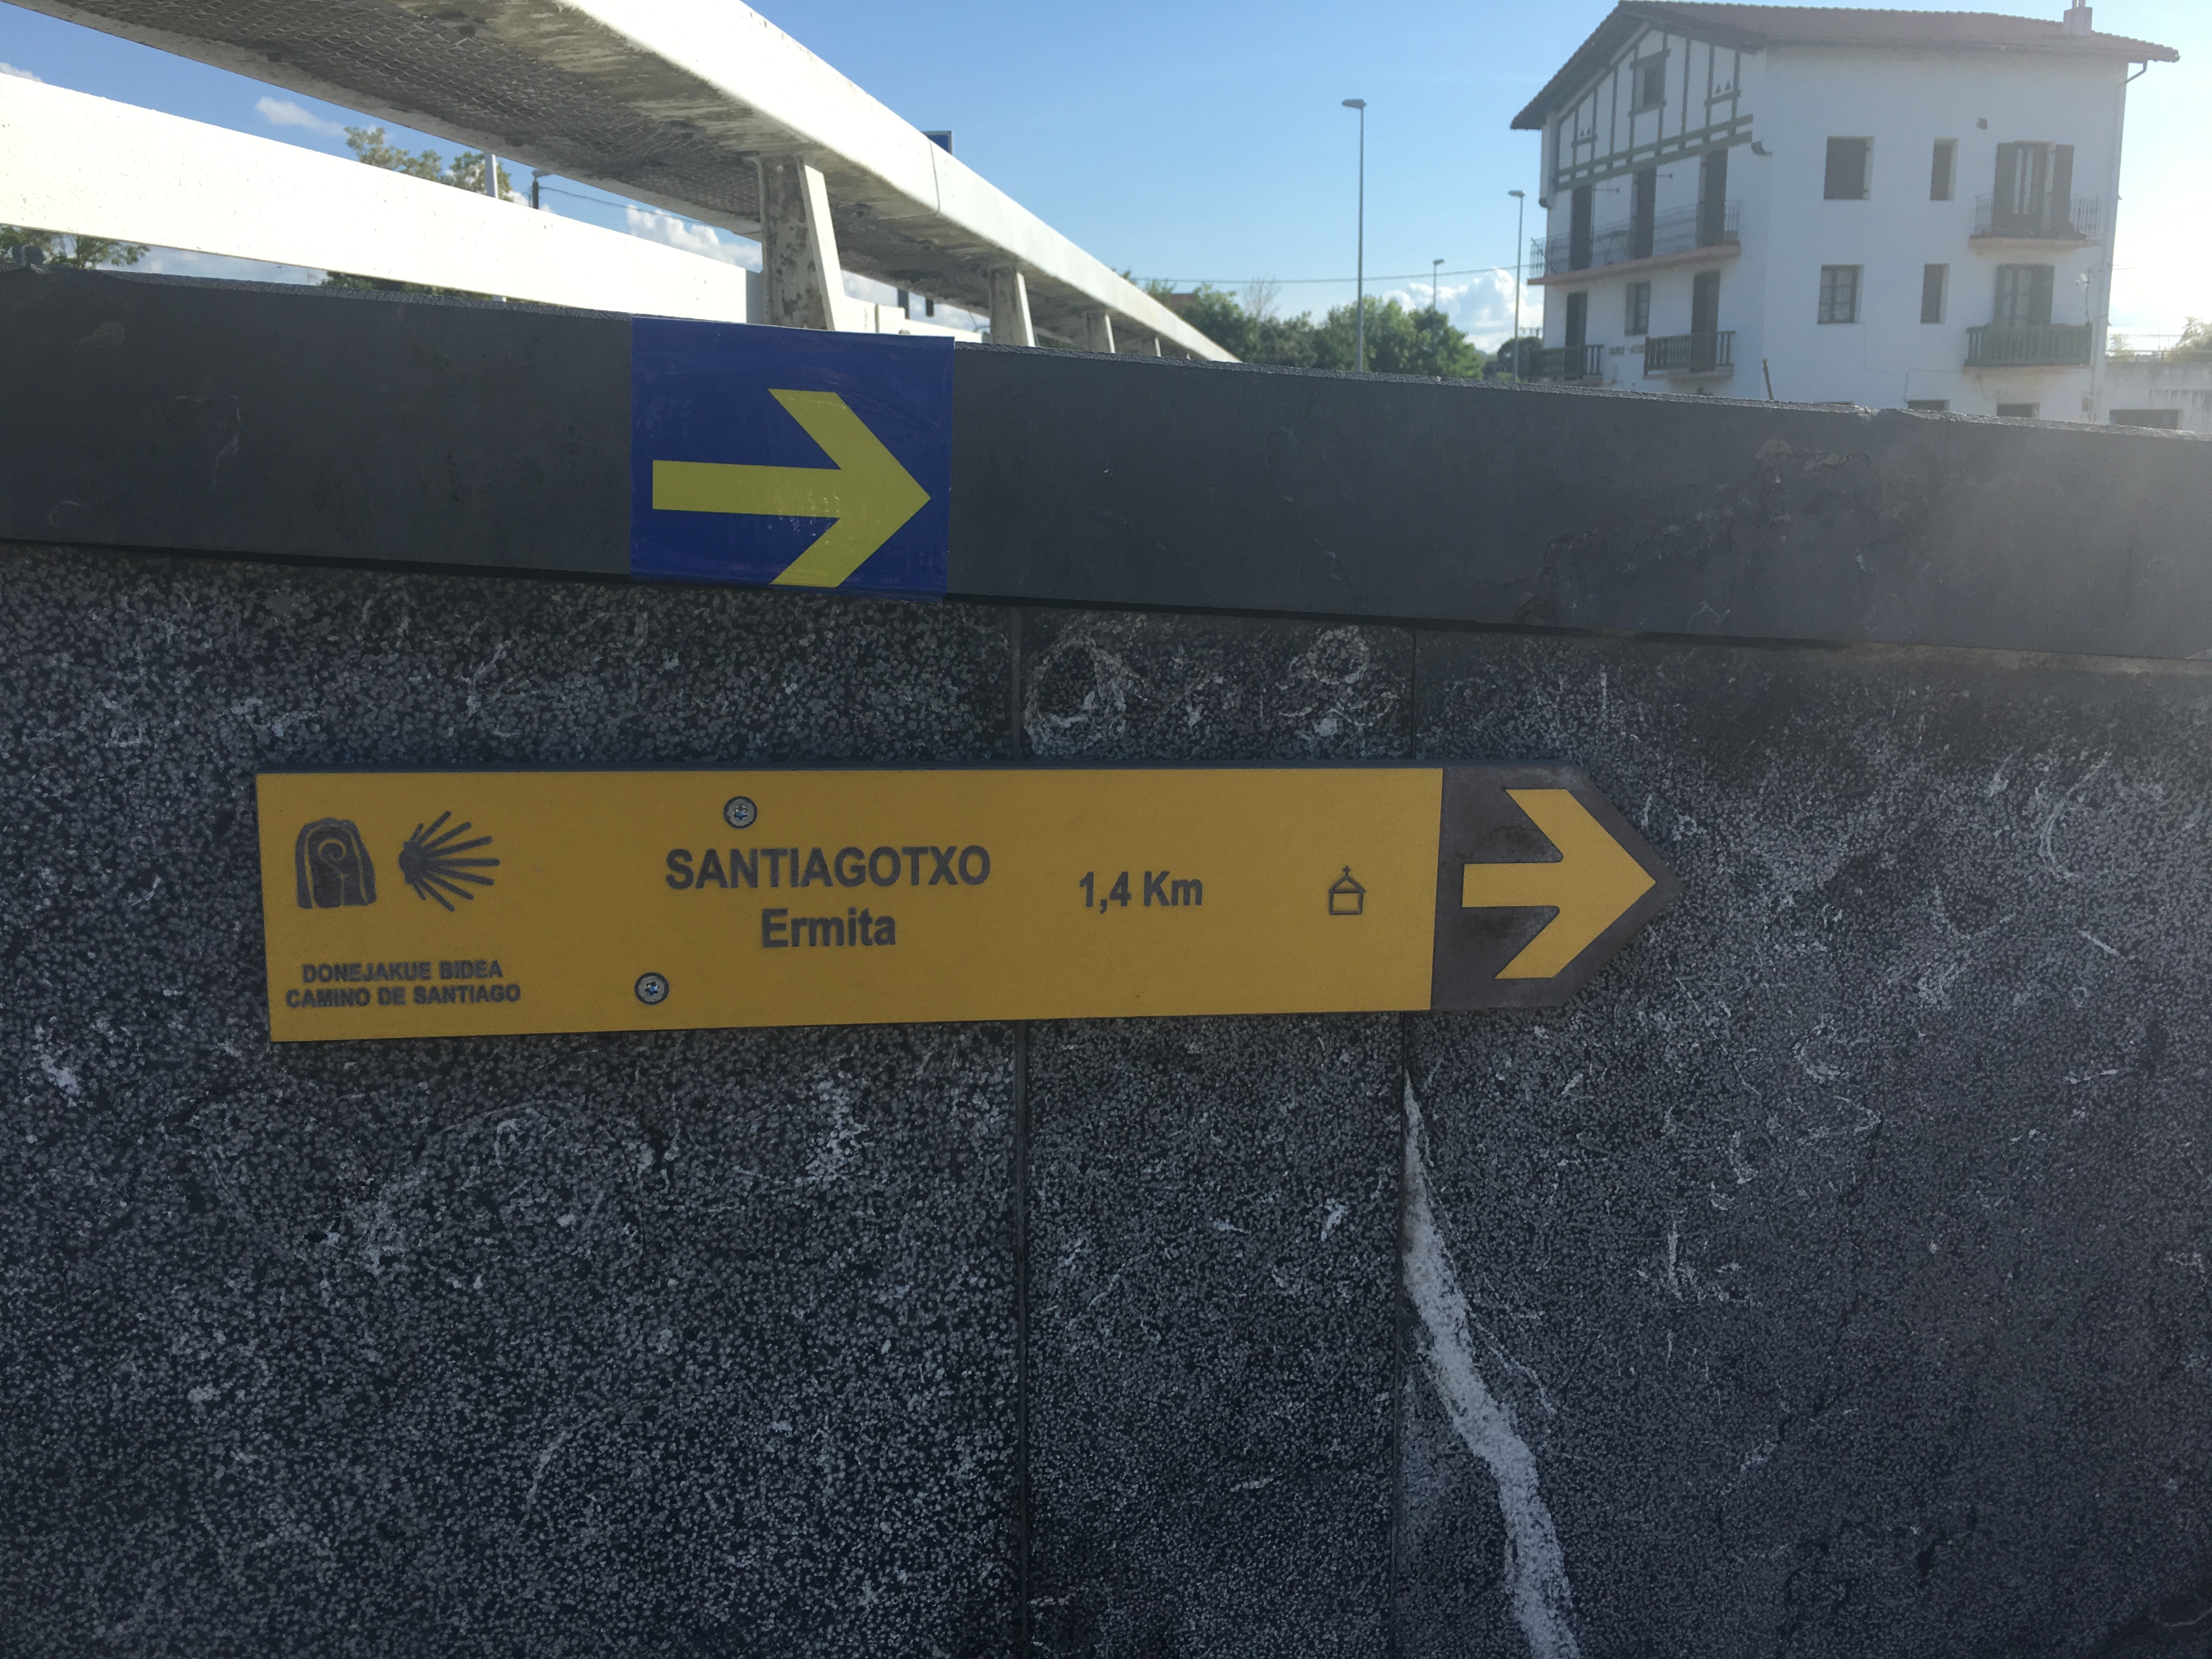 SANTIAGOTXO
Ermita
1,4 Km
DONEJAKUE BIDEA
CAMINO DE SANTIAGO